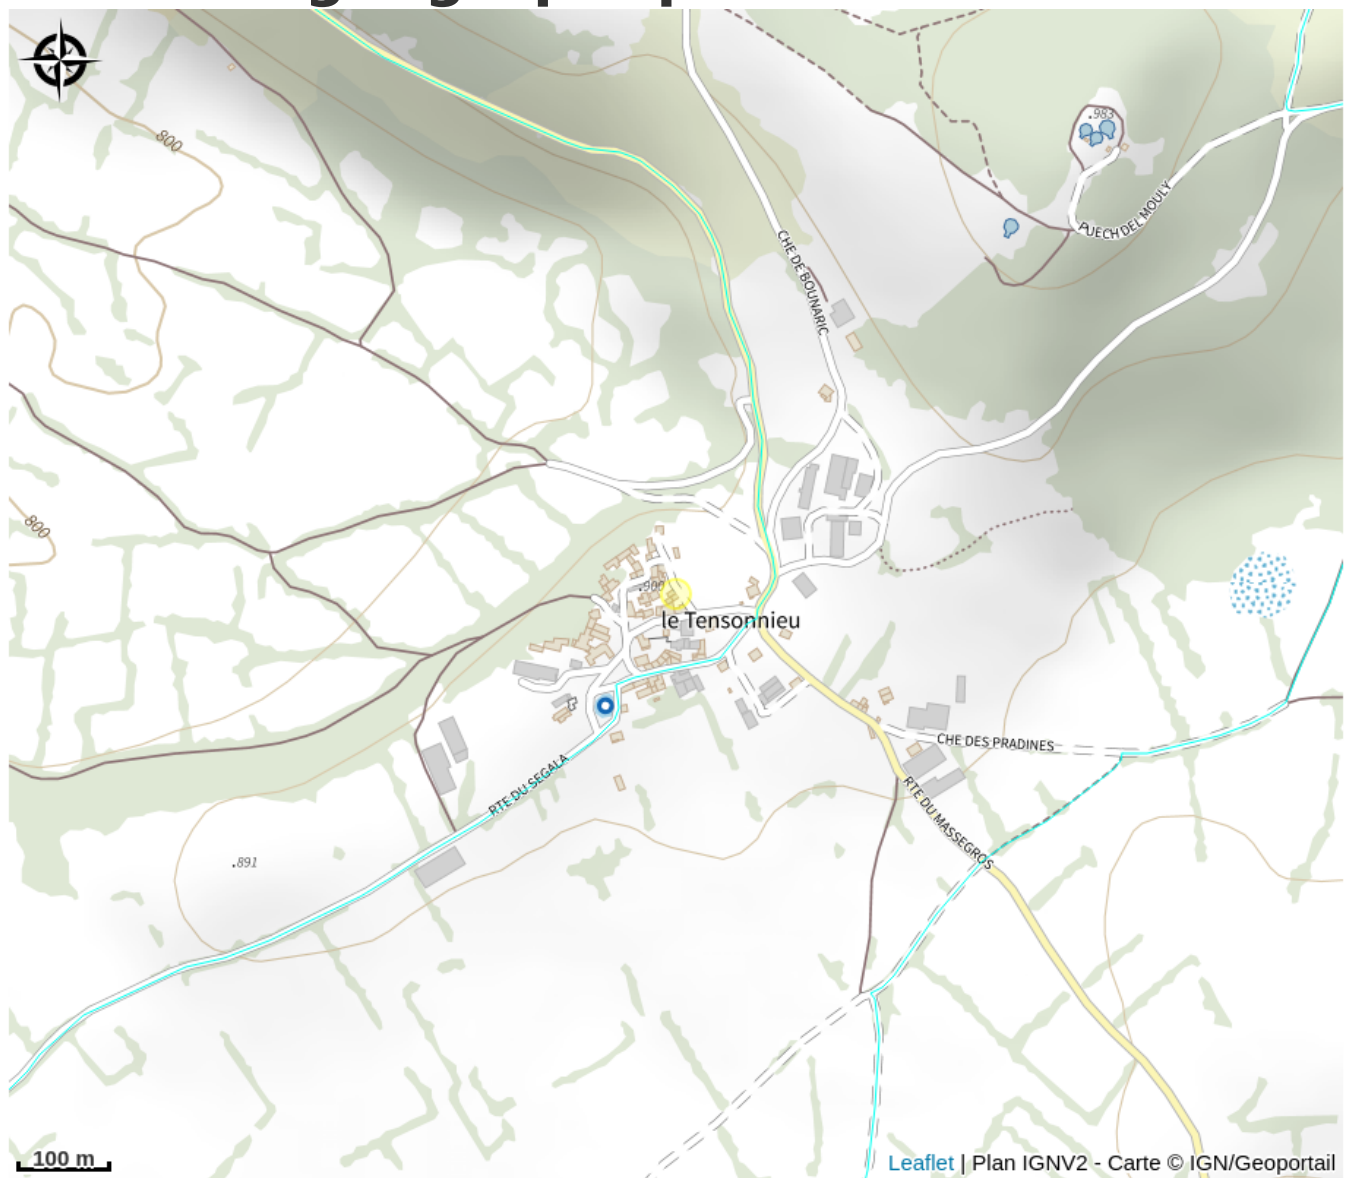 800
.983
PUECH DEL MOULY
CHE DE BOUNARIC
800
.900
le Tensonnieu
CHE DES PRADINES
RTE DU SEGALA
RTE DU MASSEGROS
.891
100 m
Leaflet | Plan IGNV2 - Carte © IGN/Geoportail